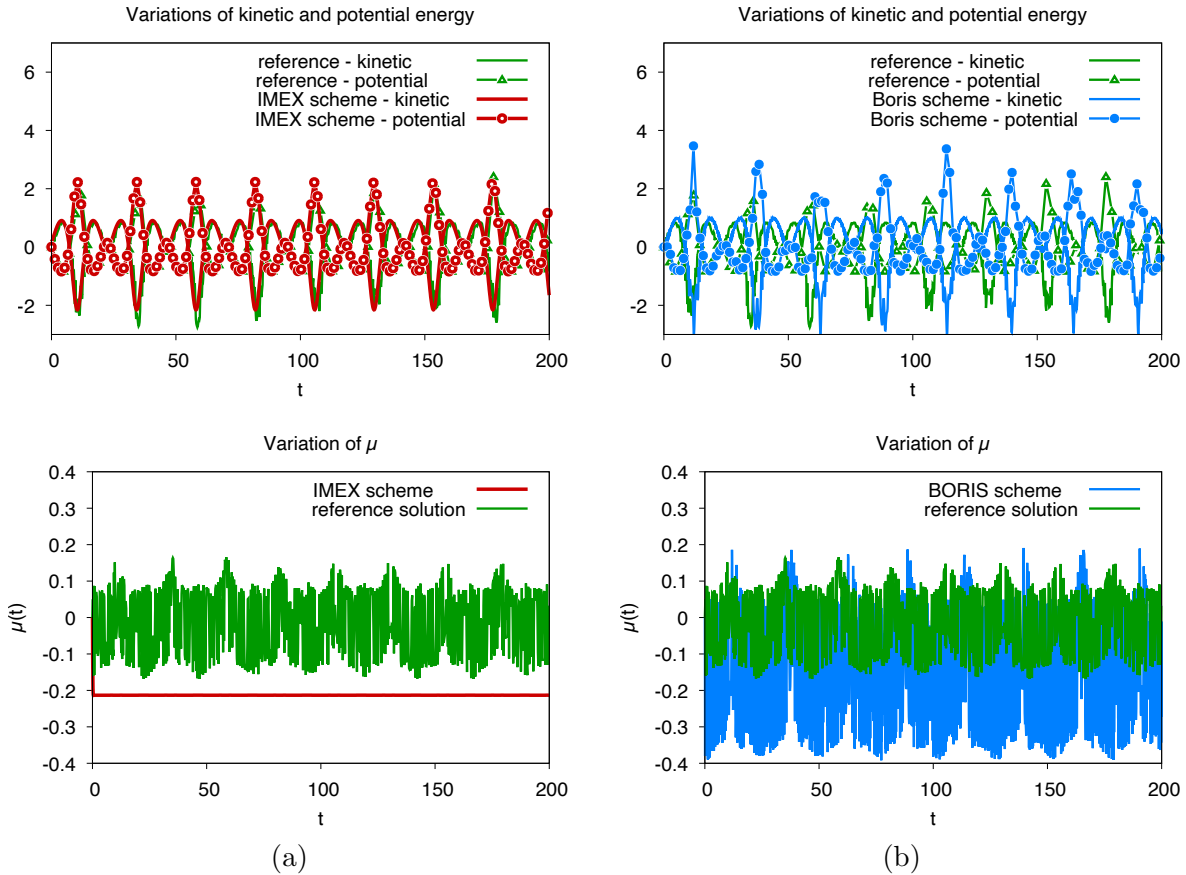 Variations of kinetic and potential energy
6
4
2
0
-2
reference - kinetic
reference - potential
IMEX scheme - kinetic
IMEX scheme - potential
0 50 100 150 200
t
Variations of kinetic and potential energy
6
4
2
0
-2
reference - kinetic
reference - potential
Boris scheme - kinetic
Boris scheme - potential
0 50 100 150 200
t
Variation of μ
0.4
0.3
0.2
0.1
0
-0.1
-0.2
-0.3
-0.4
μ(t)
IMEX scheme
reference solution
0 50 100 150 200
t
(a)
Variation of μ
0.4
0.3
0.2
0.1
0
-0.1
-0.2
-0.3
-0.4
μ(t)
BORIS scheme
reference solution
0 50 100 150 200
t
(b)